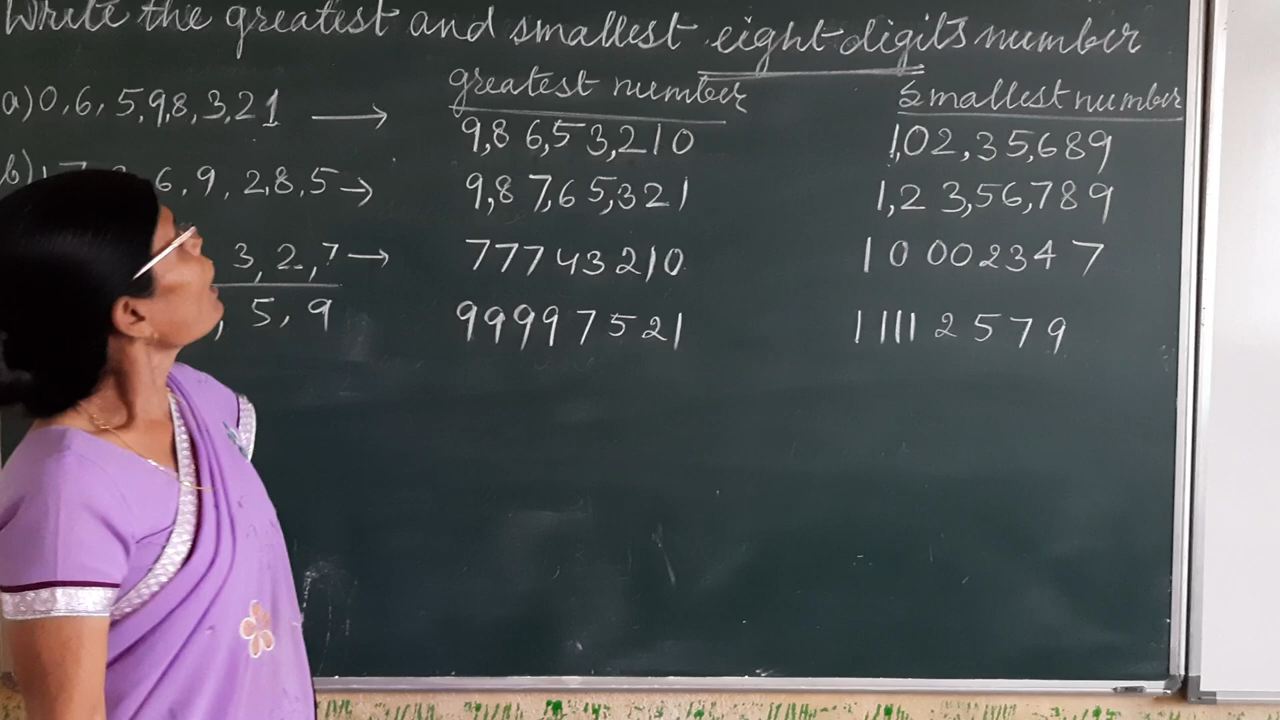 Write the greatest and smallest eight-digits number
greatest number smallest number
a) 0, 6, 5, 9, 8, 3, 2, 1 → 9,86,53,210 1,02,35,689
b) 6, 9, 2, 8, 5 → 9,87,65,321 1,23,56,789
3, 2, 7 → 77743210 10002347
5, 9 99997521 11112579